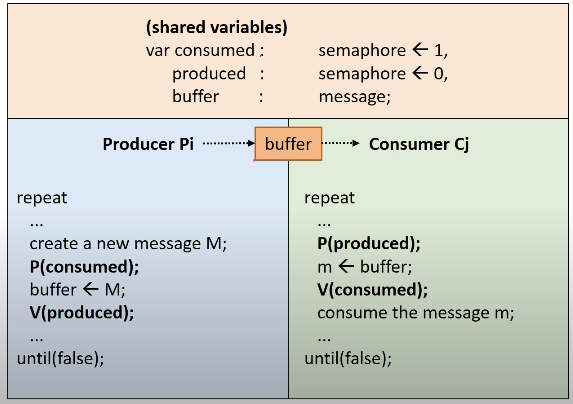 (shared variables)
var consumed : semaphore ← 1,
produced : semaphore ← 0,
buffer : message;
Producer Pi buffer Consumer Cj
repeat
...
create a new message M;
P(consumed);
buffer ← M;
V(produced);
...
until(false);
repeat
...
P(produced);
m ← buffer;
V(consumed);
consume the message m;
...
until(false);